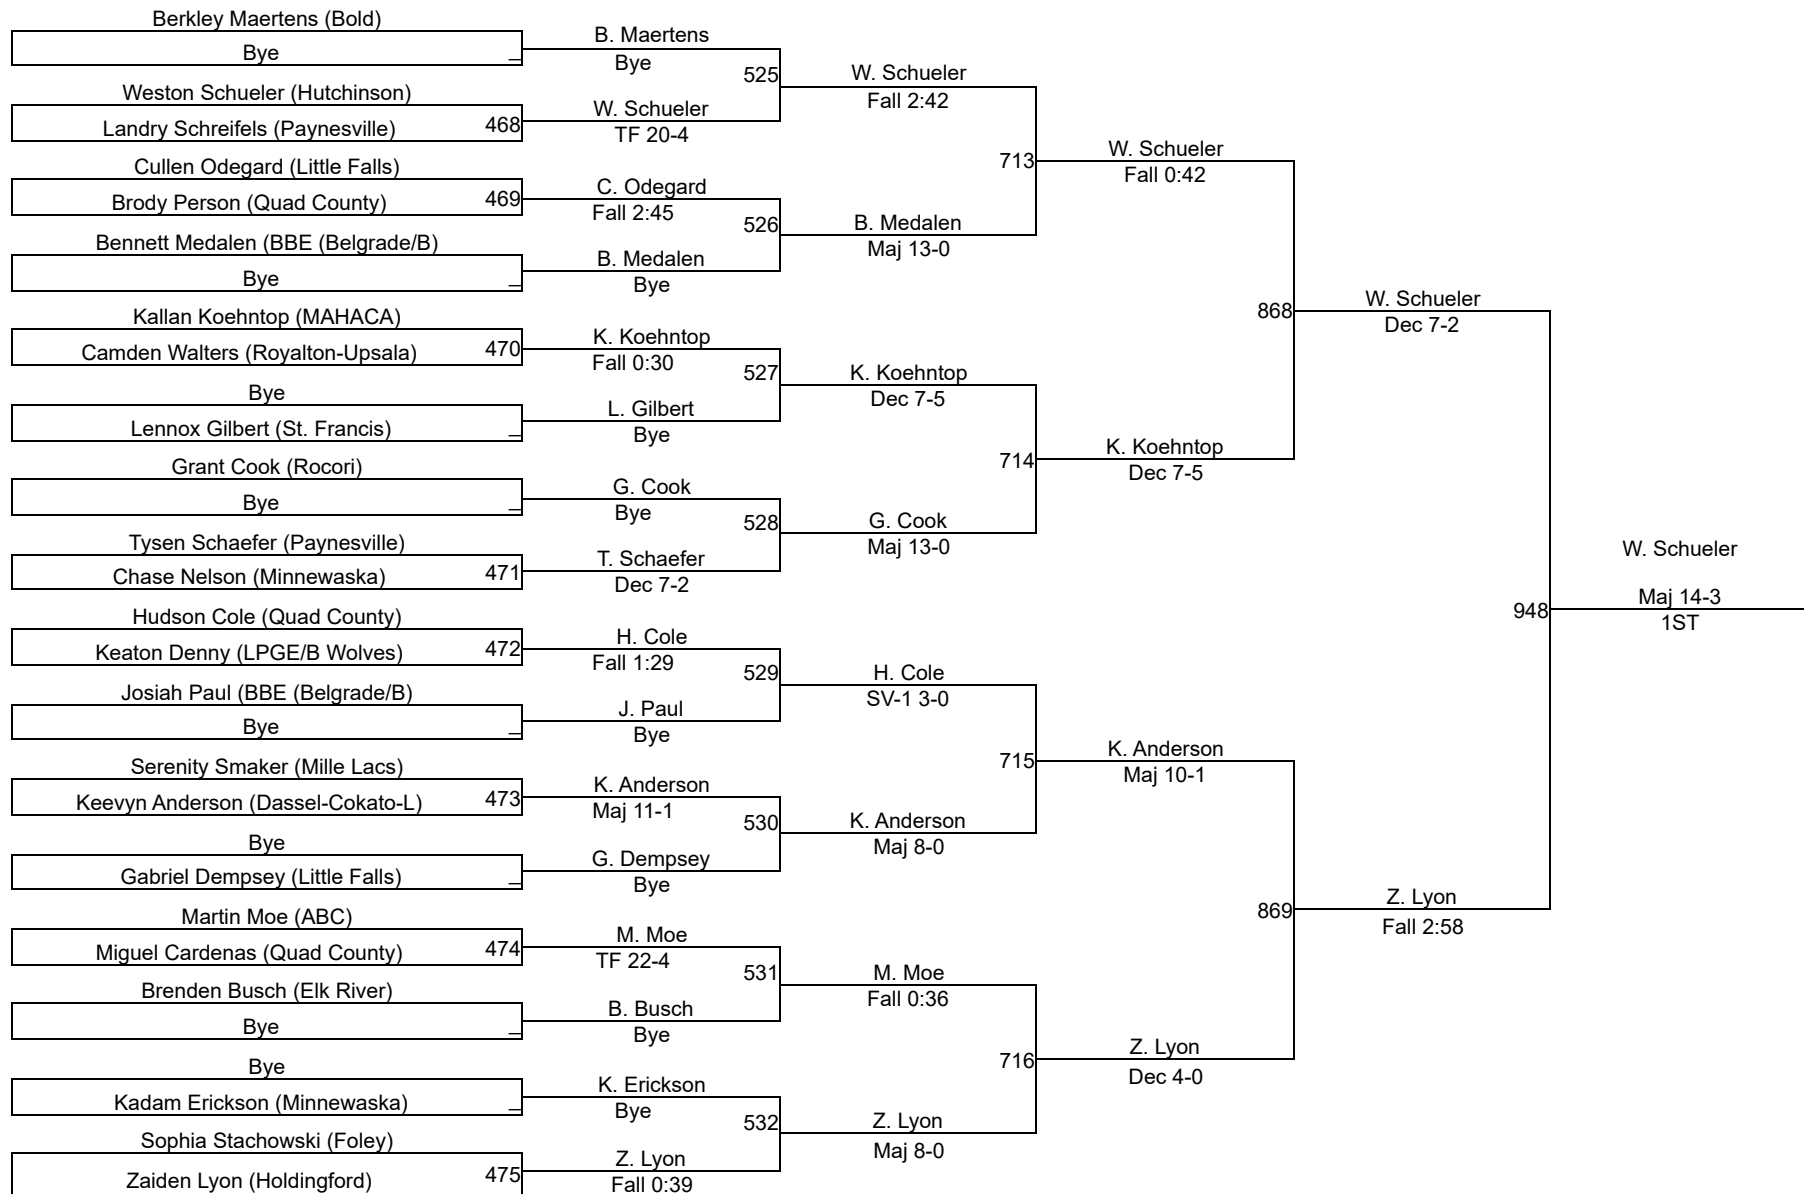 Berkley Maertens (Bold)
Bye
_
Weston Schueler (Hutchinson)
Landry Schreifels (Paynesville)
468
Cullen Odegard (Little Falls)
Brody Person (Quad County)
469
Bennett Medalen (BBE (Belgrade/B)
Bye
_
Kallan Koehntop (MAHACA)
Camden Walters (Royalton-Upsala)
470
Bye
Lennox Gilbert (St. Francis)
_
Grant Cook (Rocori)
Bye
_
Tysen Schaefer (Paynesville)
Chase Nelson (Minnewaska)
471
Hudson Cole (Quad County)
Keaton Denny (LPGE/B Wolves)
472
Josiah Paul (BBE (Belgrade/B)
Bye
_
Serenity Smaker (Mille Lacs)
Keevyn Anderson (Dassel-Cokato-L)
473
Bye
Gabriel Dempsey (Little Falls)
_
Martin Moe (ABC)
Miguel Cardenas (Quad County)
474
Brenden Busch (Elk River)
Bye
_
Bye
Kadam Erickson (Minnewaska)
_
Sophia Stachowski (Foley)
Zaiden Lyon (Holdingford)
475
B. Maertens
Bye
525
W. Schueler
TF 20-4
C. Odegard
Fall 2:45
526
B. Medalen
Bye
K. Koehntop
Fall 0:30
527
L. Gilbert
Bye
G. Cook
Bye
528
T. Schaefer
Dec 7-2
H. Cole
Fall 1:29
529
J. Paul
Bye
K. Anderson
Maj 11-1
530
G. Dempsey
Bye
M. Moe
TF 22-4
531
B. Busch
Bye
K. Erickson
Bye
532
Z. Lyon
Fall 0:39
W. Schueler
Fall 2:42
713
B. Medalen
Maj 13-0
K. Koehntop
Dec 7-5
714
G. Cook
Maj 13-0
H. Cole
SV-1 3-0
715
K. Anderson
Maj 8-0
M. Moe
Fall 0:36
716
Z. Lyon
Maj 8-0
W. Schueler
Fall 0:42
868
K. Koehntop
Dec 7-5
K. Anderson
Maj 10-1
869
Z. Lyon
Dec 4-0
W. Schueler
Dec 7-2
948
Z. Lyon
Fall 2:58
W. Schueler
Maj 14-3
1ST